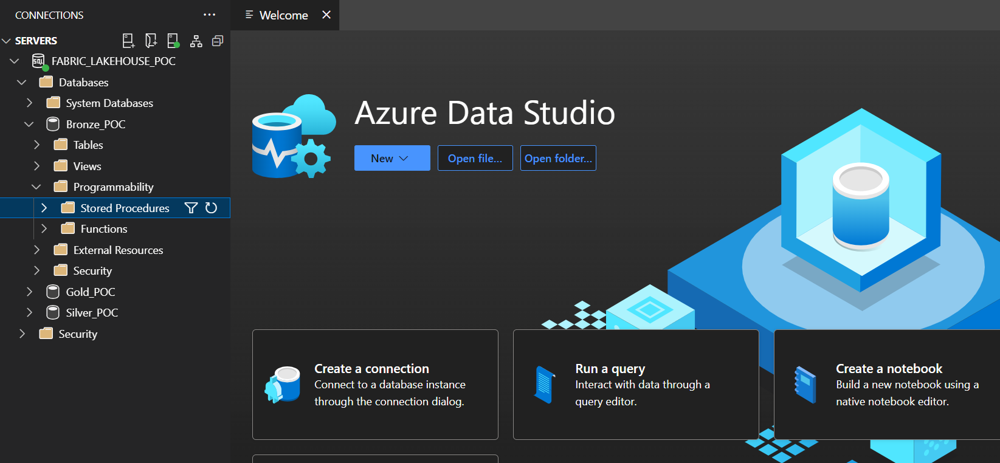 CONNECTIONS
Welcome
SERVERS
SQL
FABRIC_LAKEHOUSE_POC
Databases
System Databases
Bronze_POC
Tables
Views
Programmability
Stored Procedures
Functions
External Resources
Security
Gold_POC
Silver_POC
Security
Azure Data Studio
New
Open file...
Open folder...
Create a connection
Connect to a database instance
through the connection dialog.
Run a query
Interact with data through a
query editor.
Create a notebook
Build a new notebook using a
native notebook editor.